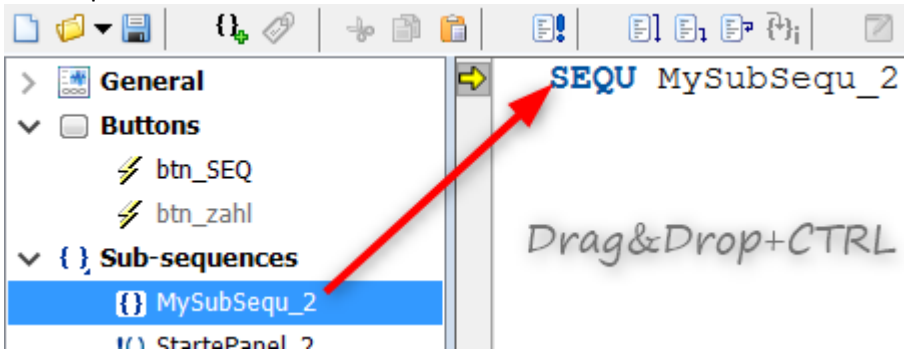 General
SEQU MySubSequ_2
Buttons
btn_SEQ
btn_zahl
Drag&Drop+CTRL
{ } Sub-sequences
{} MySubSequ_2
!() StartePanel_2